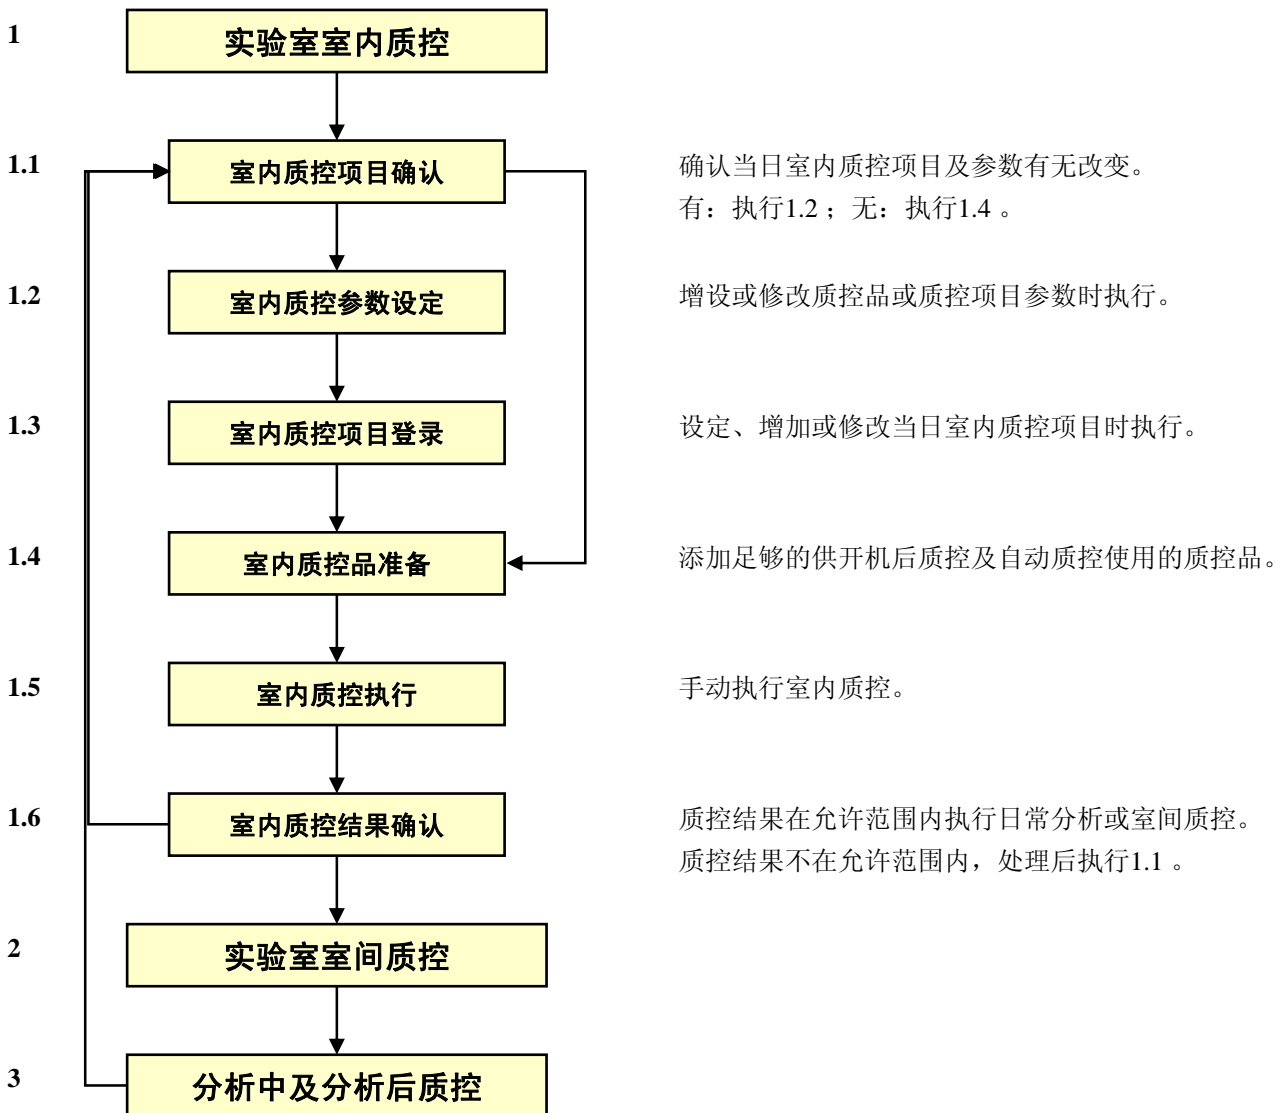 1
实验室室内质控
1.1
室内质控项目确认
确认当日室内质控项目及参数有无改变。
有：执行1.2 ；无：执行1.4 。
1.2
室内质控参数设定
增设或修改质控品或质控项目参数时执行。
1.3
室内质控项目登录
设定、增加或修改当日室内质控项目时执行。
1.4
室内质控品准备
添加足够的供开机后质控及自动质控使用的质控品。
1.5
室内质控执行
手动执行室内质控。
1.6
室内质控结果确认
质控结果在允许范围内执行日常分析或室间质控。
质控结果不在允许范围内，处理后执行1.1 。
2
实验室室间质控
3
分析中及分析后质控